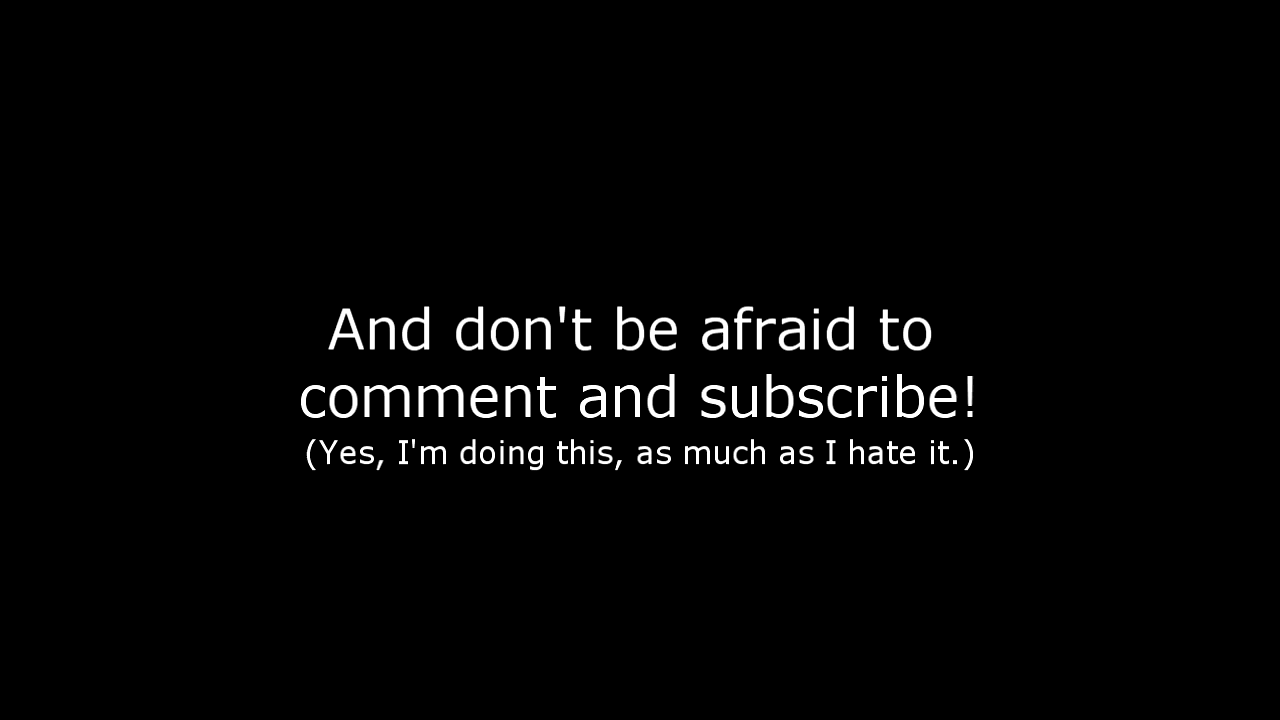 And don't be afraid to
comment and subscribe!
(Yes, I'm doing this, as much as I hate it.)